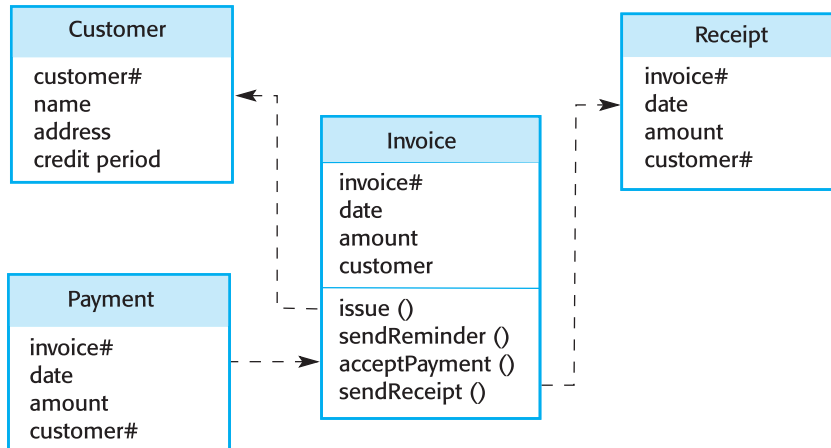 Customer
customer#
name
address
credit period
Receipt
invoice#
date
amount
customer#
Invoice
invoice#
date
amount
customer
issue ()
sendReminder ()
acceptPayment ()
sendReceipt ()
Payment
invoice#
date
amount
customer#